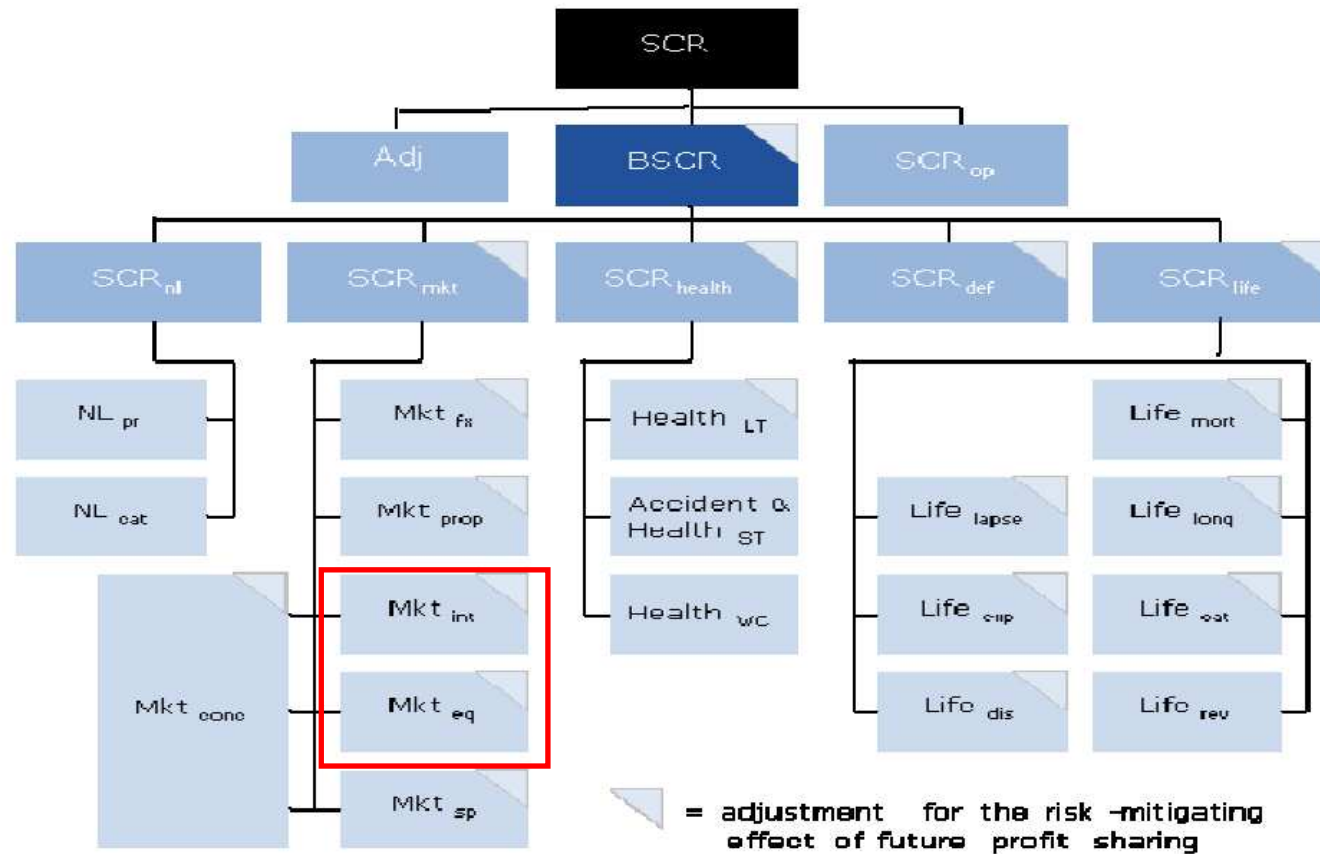 SCR
Adj
BSCR
SCR op
SCR nl
SCR mkt
SCR health
SCR def
SCR life
NL pr
Mkt fx
Health LT
Life mort
NL cat
Mkt prop
Accident &
Health ST
Life lapse
Life long
Mkt conc
Mkt int
Health WC
Life exp
Life cat
Mkt eq
Life dis
Life rev
Mkt sp
= adjustment for the risk -mitigating
effect of future profit sharing